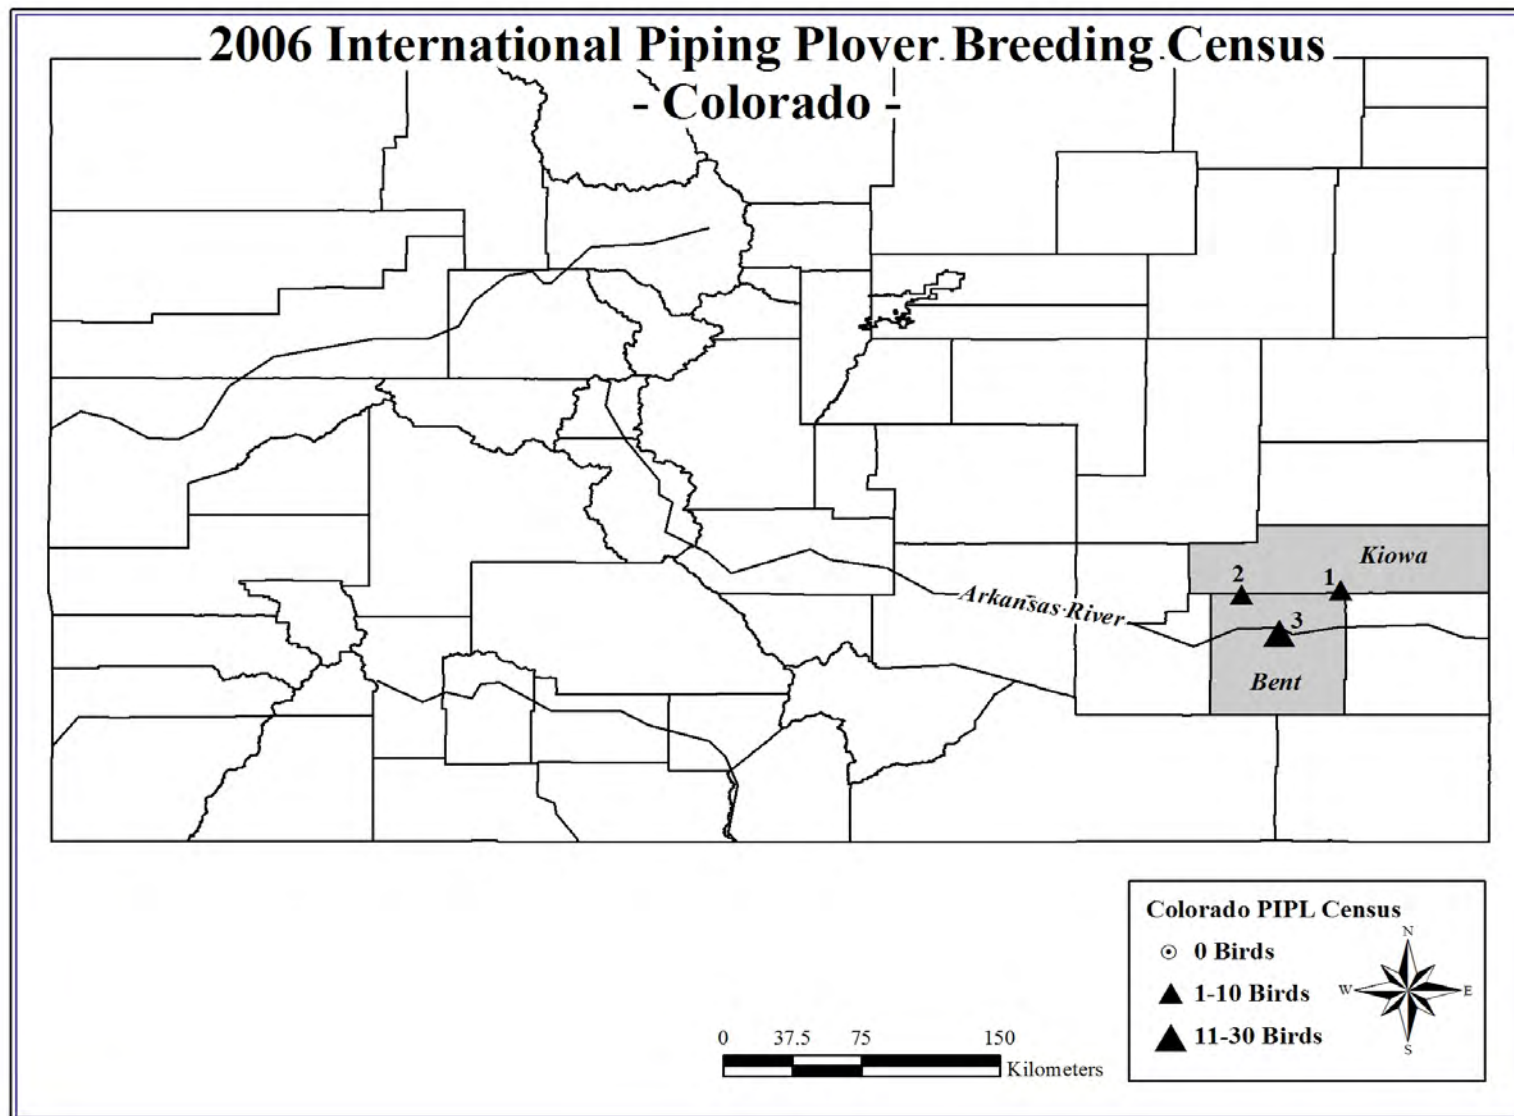 2006 International Piping Plover Breeding Census
- Colorado -
Kiowa
2
1
Arkansas River
3
Bent
Colorado PIPL Census
0 Birds
1-10 Birds
11-30 Birds
N
W
E
S
0 37.5 75 150
Kilometers